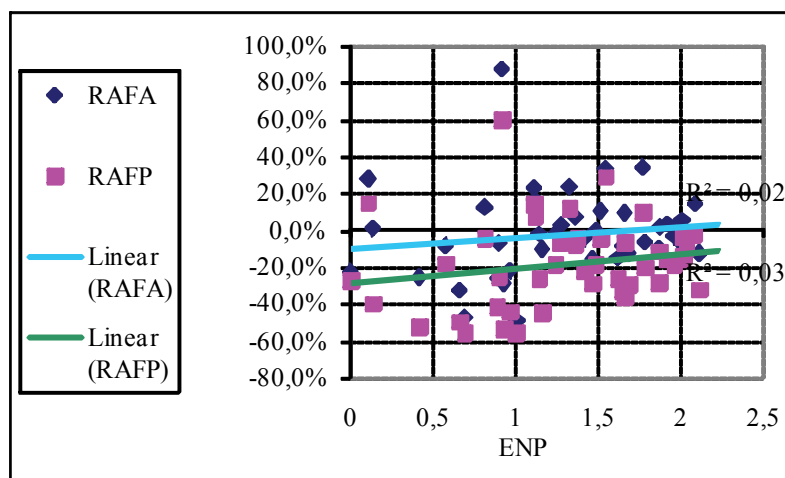 RAFA
RAFP
Linear
(RAFA)
Linear
(RAFP)
100,0%
80,0%
60,0%
40,0%
20,0%
0,0%
-20,0%
-40,0%
-60,0%
-80,0%
R² = 0,02
R² = 0,03
0 0,5 1 1,5 2 2,5
ENP